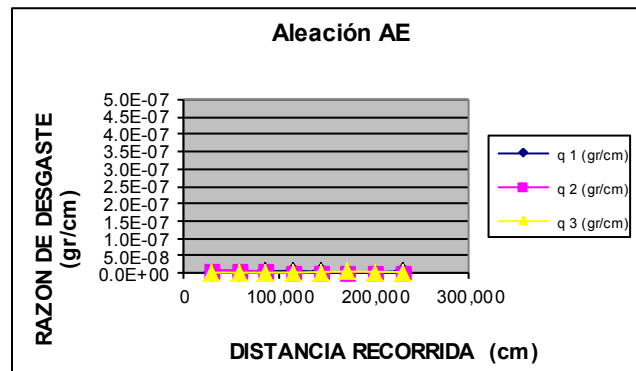 Aleación AE
RAZON DE DESGASTE
(gr/cm)
5.0E-07
4.5E-07
4.0E-07
3.5E-07
3.0E-07
2.5E-07
2.0E-07
1.5E-07
1.0E-07
5.0E-08
0.0E+00
0
100,000
200,000
300,000
DISTANCIA RECORRIDA (cm)
q 1 (gr/cm)
q 2 (gr/cm)
q 3 (gr/cm)